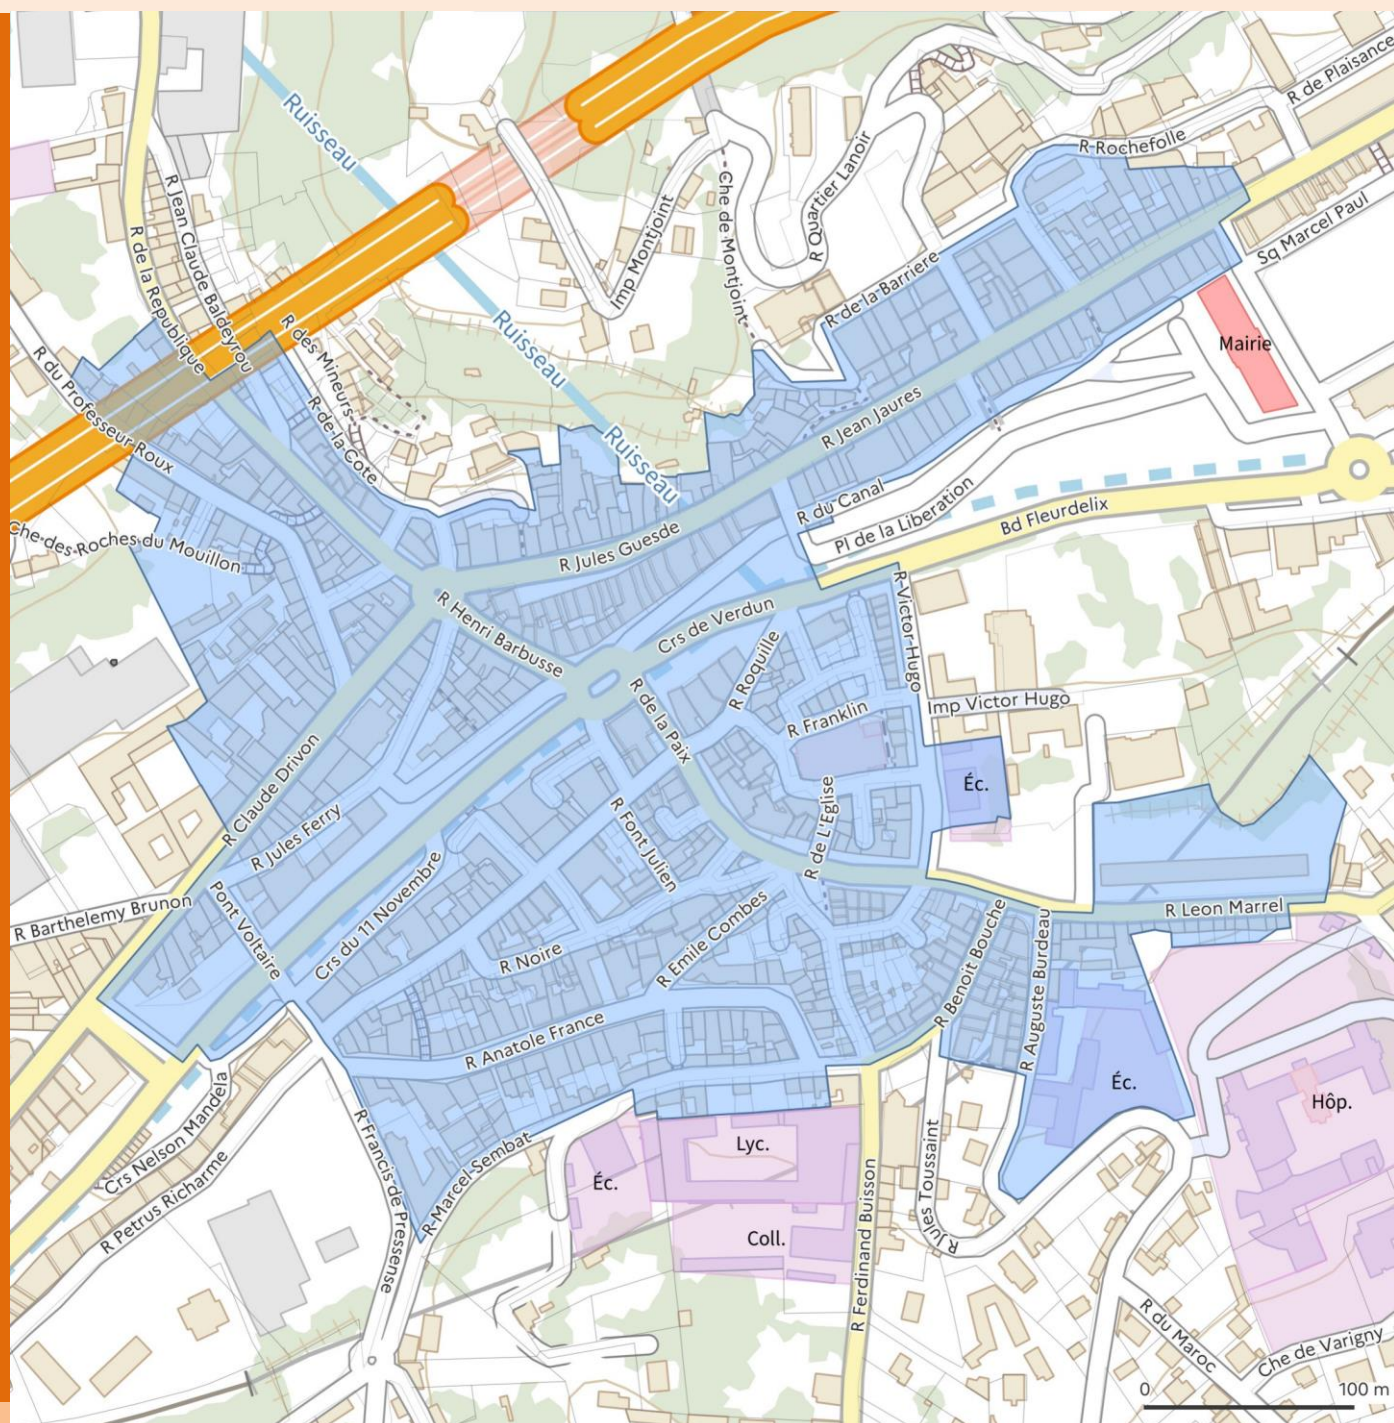 R de Plaisance
Ruisseau
R Rochefolle
R Quartier Lanoir
R Jean Claude Baldeyrou
Che de Montjoint
Imp Montjoint
Sq Marcel Paul
R de la Republique
R de la Barriere
Ruisseau
R des Mineurs
Mairie
R du Professeur Roux
R de la Cote
R Jean Jaures
Ruisseau
R du Canal
Pl de la Liberation
Bd Fleurdelix
Che des Roches du Mouillon
R Jules Guesde
R Henri Barbusse
Crs de Verdun
R Victor Hugo
R Roquille
R de la Paix
Imp Victor Hugo
R Franklin
R Claude Drivon
Éc.
R Jules Ferry
R Font Julien
R de L'Eglise
R Barthelemy Brunon
Pont Voltaire
Crs du 11 Novembre
R Noire
R Emile Combes
R Benoit Bouche
R Leon Marrel
R Auguste Burdeau
R Anatole France
Éc.
Hôp.
Crs Nelson Mandela
R Petrus Richarme
R Francis de Pressense
R Marcel Sembat
Éc.
Lyc.
Coll.
R Ferdinand Buisson
R Jules Toussaint
R du Maroc
Che de Varigny
0 100 m